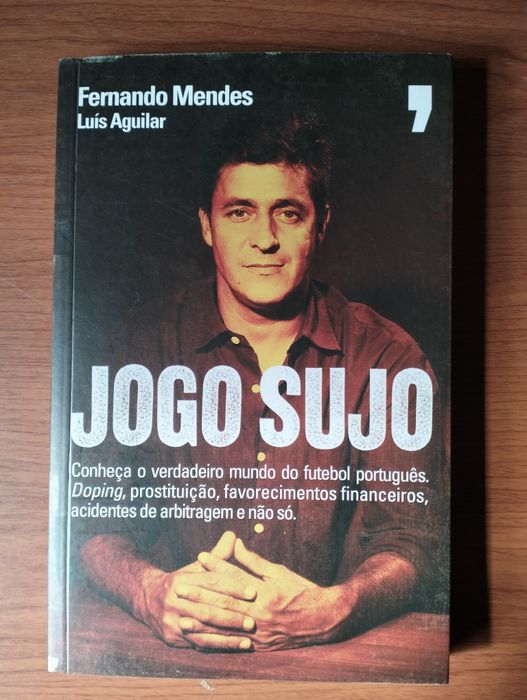 Fernando Mendes
Luís Aguilar
JOGO SUJO
Conheça o verdadeiro mundo do futebol português.
Doping, prostituição, favorecimentos financeiros,
acidentes de arbitragem e não só.